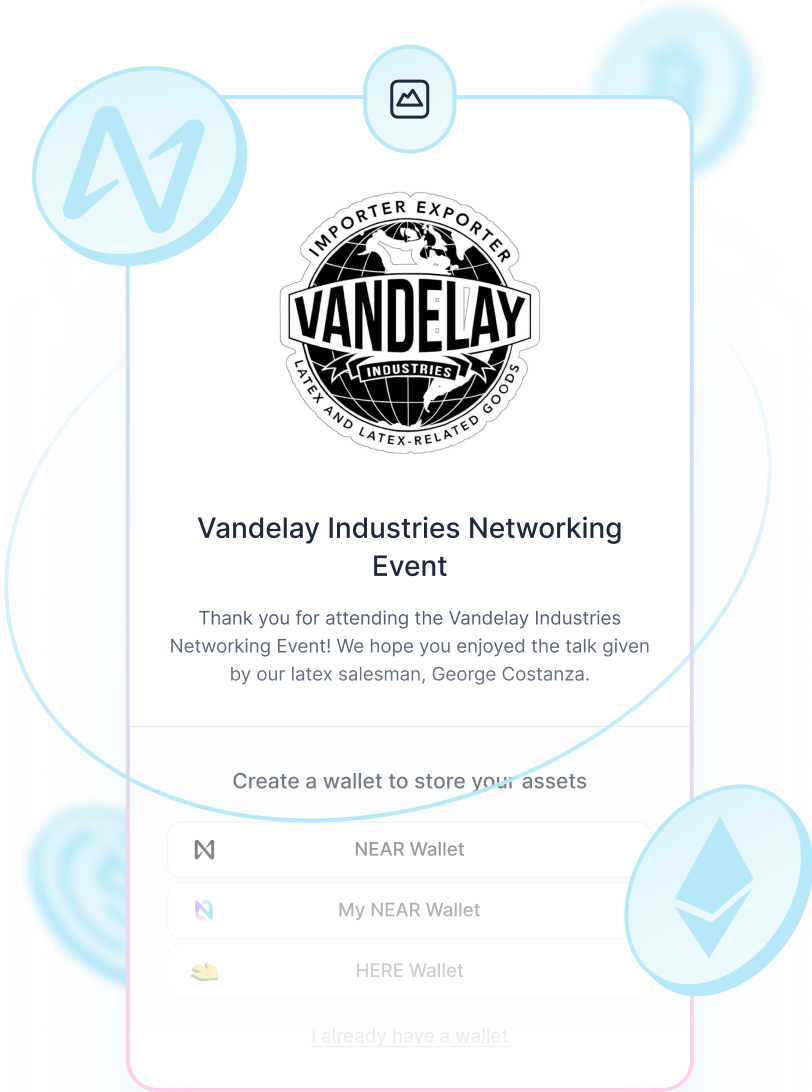 IMPORTER EXPORTER
VANDELAY
INDUSTRIES
LATEX AND LATEX-RELATED GOODS
Vandelay Industries Networking
Event
Thank you for attending the Vandelay Industries
Networking Event! We hope you enjoyed the talk given
by our latex salesman, George Costanza.
Create a wallet to store your assets
NEAR Wallet
My NEAR Wallet
HERE Wallet
I already have a wallet